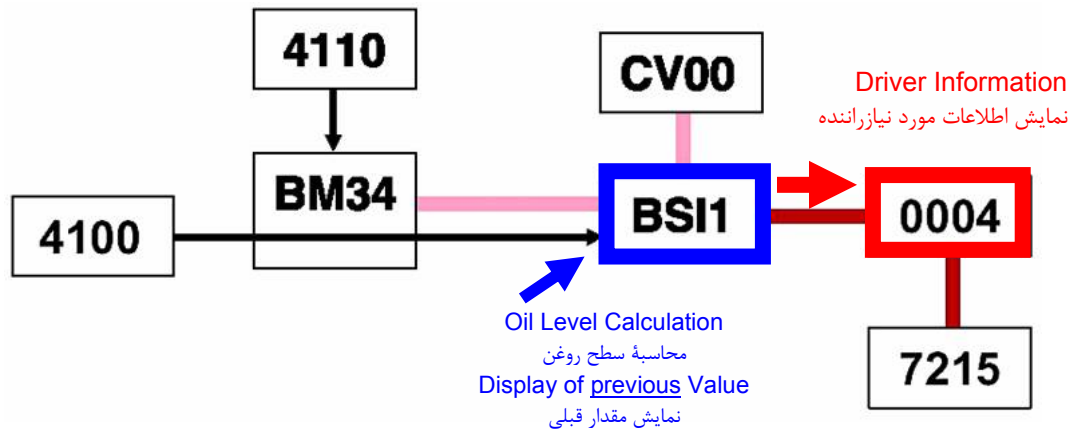 4110
CV00
Driver Information
نمایش اطلاعات مورد نیازراننده
BM34
BSI1
0004
4100
Oil Level Calculation
محاسبهٔ سطح روغن
Display of previous Value
نمایش مقدار قبلی
7215